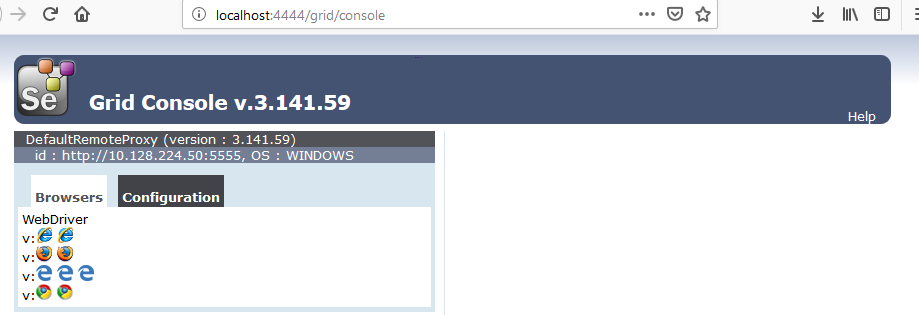 localhost:4444/grid/console
Se
Grid Console v.3.141.59
Help
DefaultRemoteProxy (version : 3.141.59)
id : http://10.128.224.50:5555, OS : WINDOWS
Browsers Configuration
WebDriver
v:
v:
v:
v: